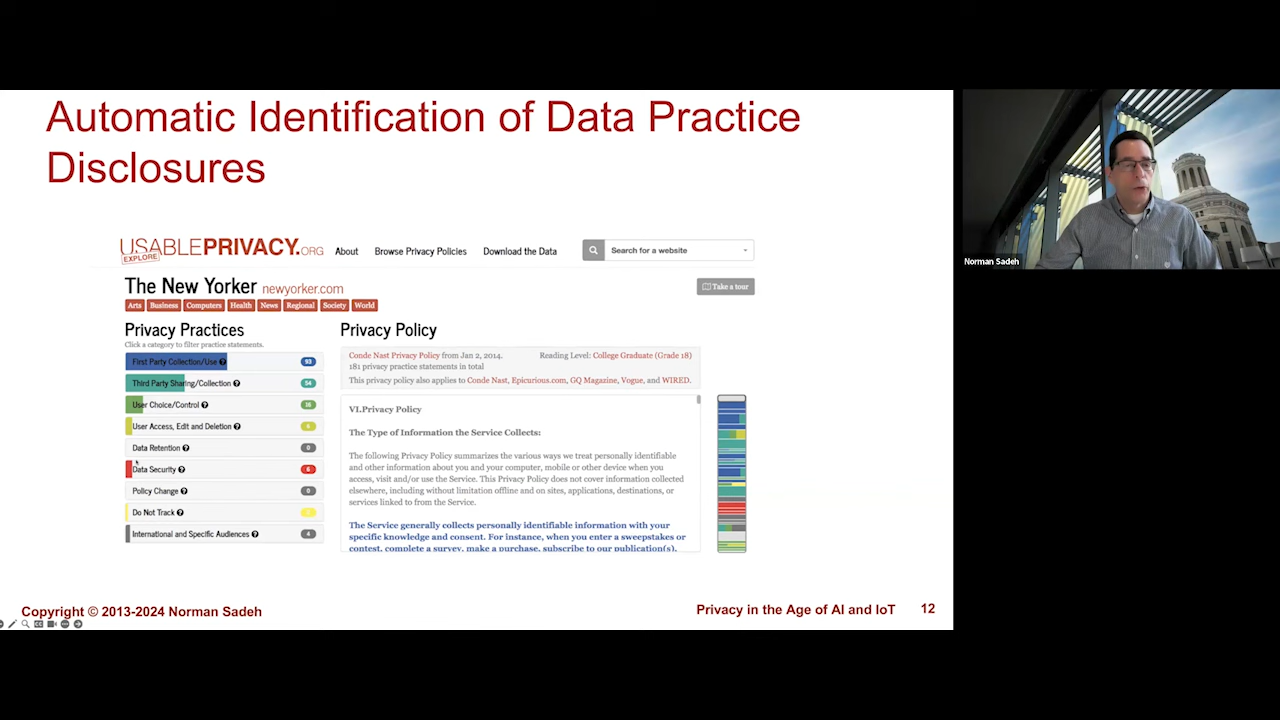 Automatic Identification of Data Practice
Disclosures
USABLEPRIVACY.ORG
EXPLORE
About
Browse Privacy Policies
Download the Data
Search for a website
The New Yorker newyorker.com
Take a tour
Arts Business Computers Health News Regional Society World
Privacy Practices
Click a category to filter practice statements.
First Party Collection/Use 93
Third Party Sharing/Collection 54
User Choice/Control 16
User Access, Edit and Deletion
Data Retention 0
Data Security 6
Policy Change 0
Do Not Track
International and Specific Audiences 4
Privacy Policy
Conde Nast Privacy Policy from Jan 2, 2014.
Reading Level: College Graduate (Grade 18)
181 privacy practice statements in total
This privacy policy also applies to Conde Nast, Epicurious.com, GQ Magazine, Vogue, and WIRED.
VI.Privacy Policy
The Type of Information the Service Collects:
The following Privacy Policy summarizes the various ways we treat personally identifiable
and other information about you and your computer, mobile or other device when you
access, visit and/or use the Service. This Privacy Policy does not cover information collected
elsewhere, including without limitation offline and on sites, applications, destinations, or
services linked to from the Service.
The Service generally collects personally identifiable information with your
specific knowledge and consent. For instance, when you enter a sweepstakes or
contest, complete a survey, make a purchase, subscribe to our publication(s),
Copyright © 2013-2024 Norman Sadeh
Privacy in the Age of AI and IoT 12
Norman Sadeh